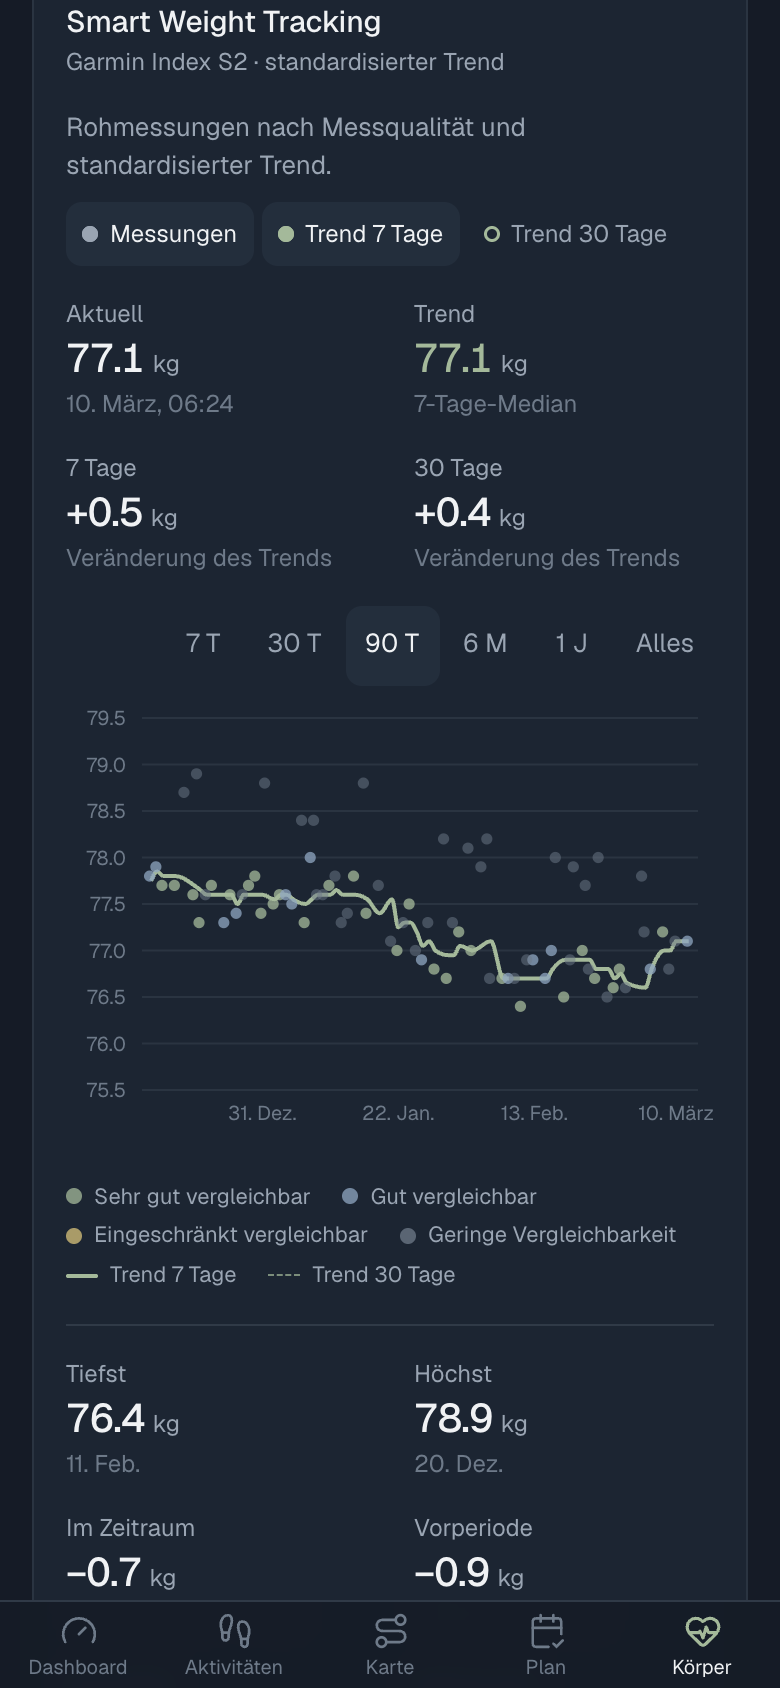 Smart Weight Tracking
Garmin Index S2 · standardisierter Trend
Rohmessungen nach Messqualität und
standardisierter Trend.
Messungen Trend 7 Tage Trend 30 Tage
Aktuell Trend
77.1 kg 77.1 kg
10. März, 06:24 7-Tage-Median
7 Tage 30 Tage
+0.5 kg +0.4 kg
Veränderung des Trends Veränderung des Trends
7 T 30 T 90 T 6 M 1 J Alles
79.5
79.0
78.5
78.0
77.5
77.0
76.5
76.0
75.5
31. Dez. 22. Jan. 13. Feb. 10. März
Sehr gut vergleichbar Gut vergleichbar
Eingeschränkt vergleichbar Geringe Vergleichbarkeit
Trend 7 Tage Trend 30 Tage
Tiefst Höchst
76.4 kg 78.9 kg
11. Feb. 20. Dez.
Im Zeitraum Vorperiode
−0.7 kg −0.9 kg
Dashboard Aktivitäten Karte Plan Körper